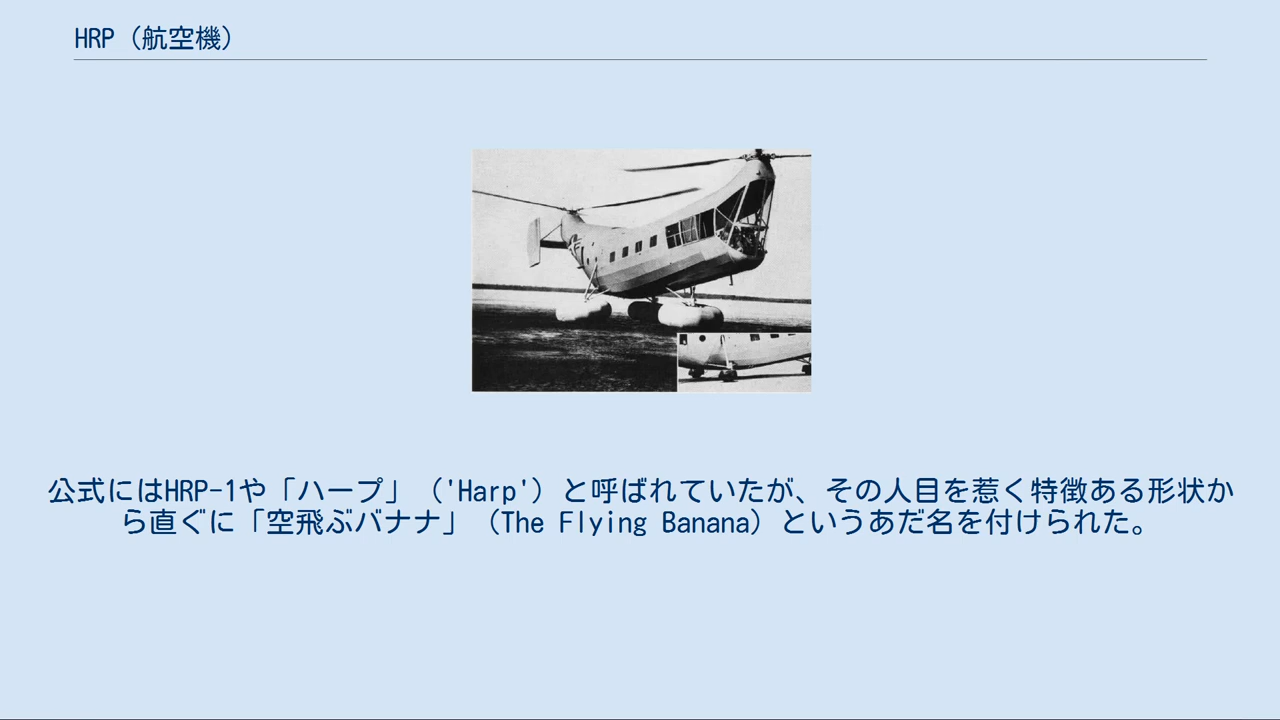 HRP（航空機）
公式にはHRP-1や「ハープ」（'Harp'）と呼ばれていたが、その人目を惹く特徴ある形状か
ら直ぐに「空飛ぶバナナ」（The Flying Banana）というあだ名を付けられた。